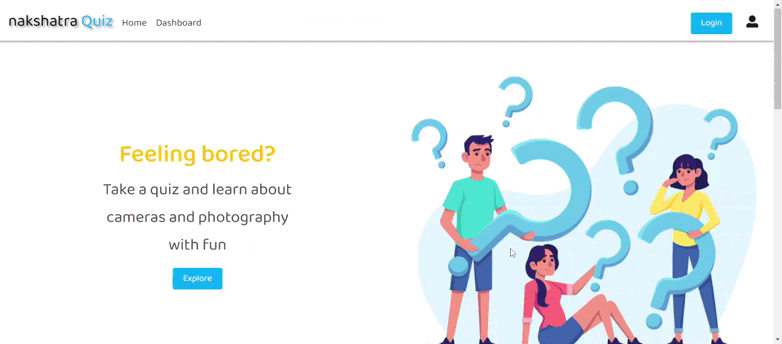 nakshatra Quiz Home Dashboard Login
Feeling bored?
Take a quiz and learn about
cameras and photography
with fun
Explore